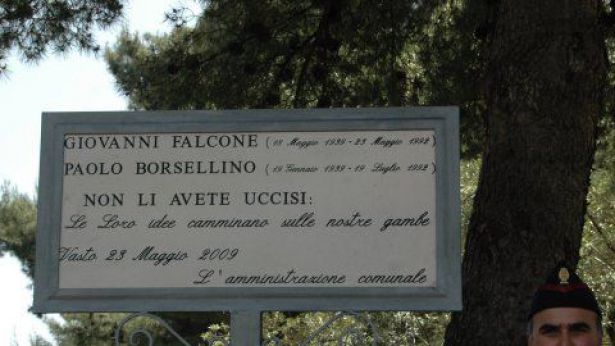 GIOVANNI FALCONE (18 Maggio 1939 - 23 Maggio 1992)
PAOLO BORSELLINO (19 Gennaio 1939 - 19 Luglio 1992)
NON LI AVETE UCCISI:
Le Loro idee camminano sulle nostre gambe
Vasto 23 Maggio 2009
L'amministrazione comunale